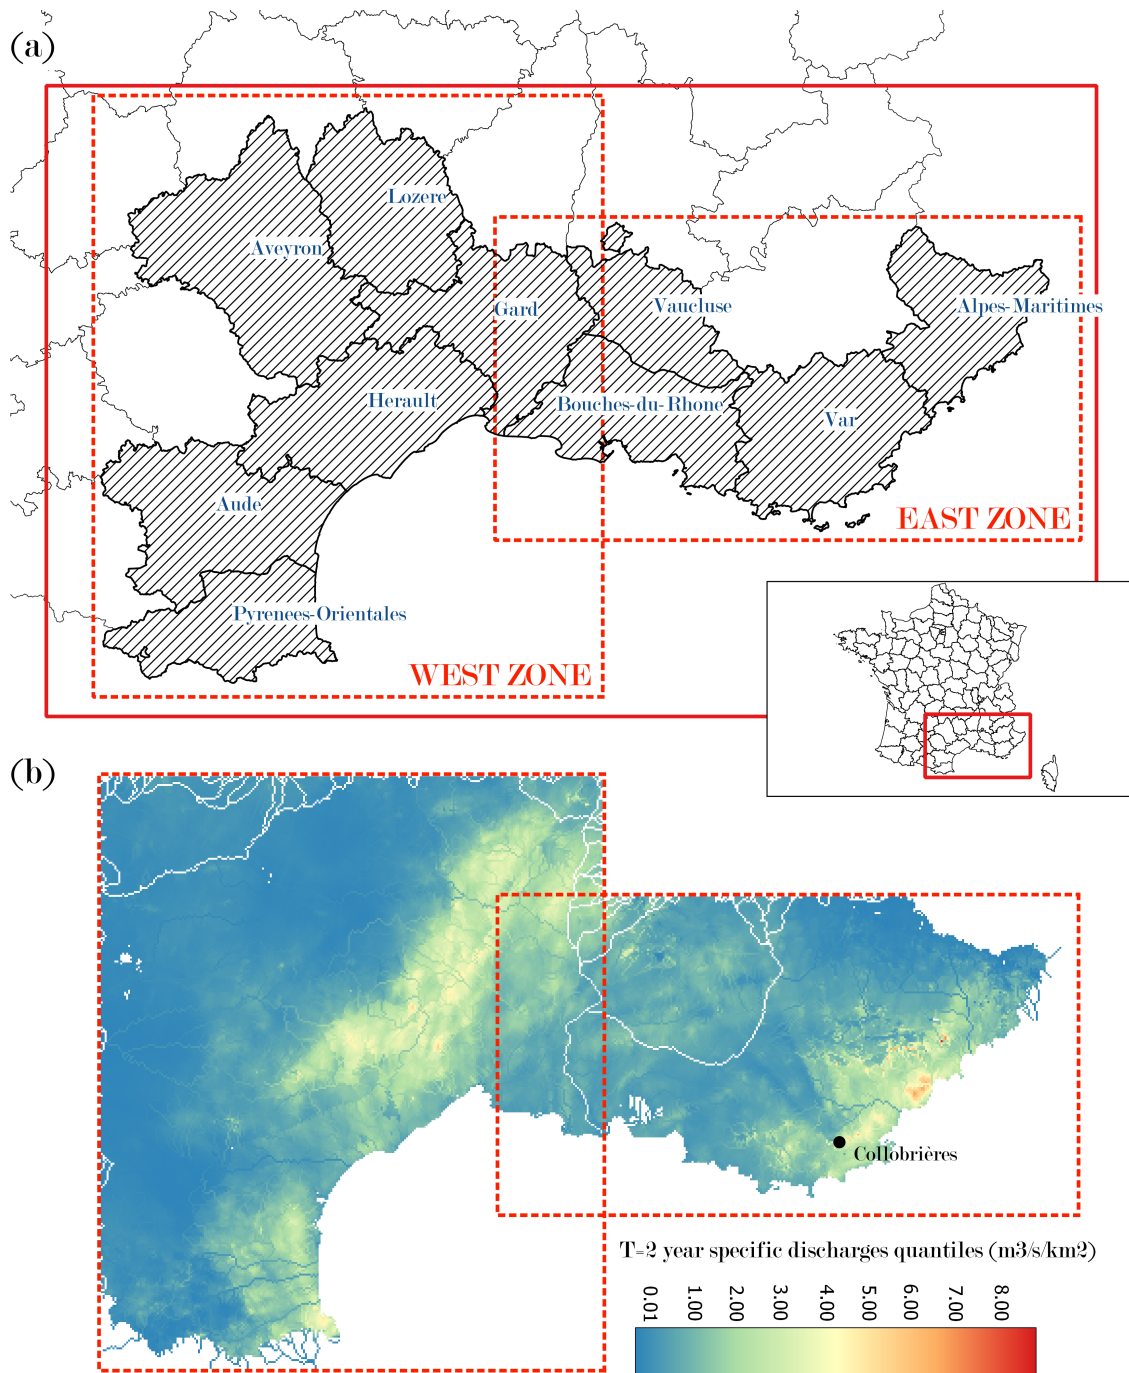 (a)
Lozere
Aveyron
Gard
Vaucluse
Alpes-Maritimes
Herault
Bouches-du-Rhone
Var
Aude
EAST ZONE
Pyrenees-Orientales
WEST ZONE
(b)
Collobrières
T=2 year specific discharges quantiles (m3/s/km2)
0.01 1.00 2.00 3.00 4.00 5.00 6.00 7.00 8.00